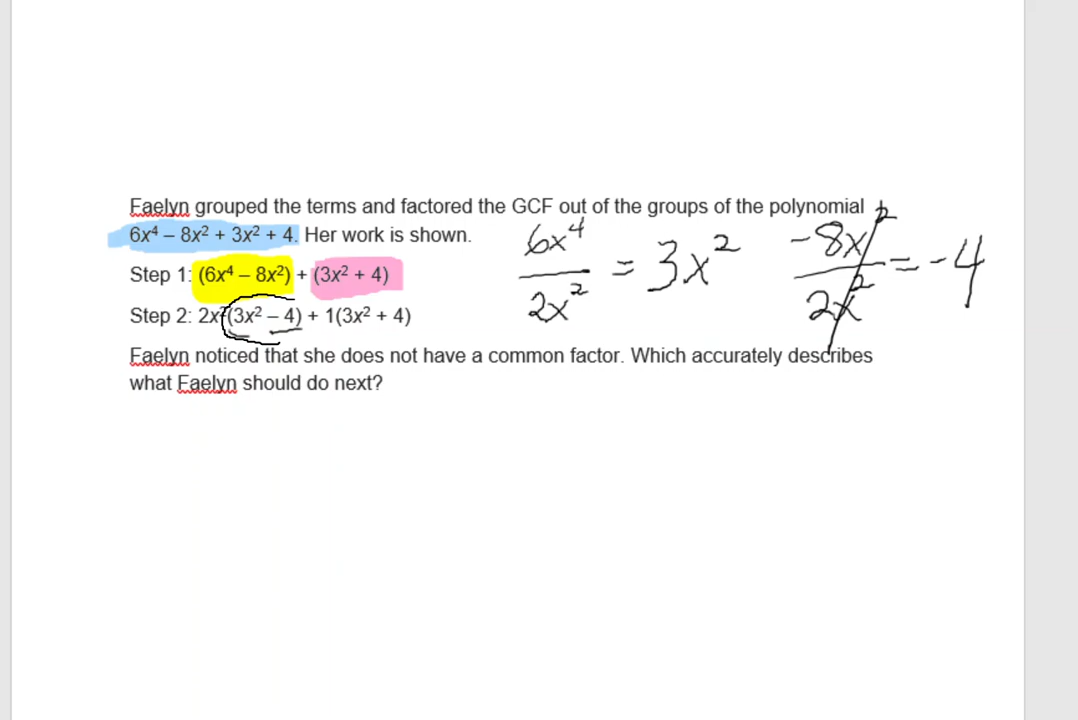 Faelyn grouped the terms and factored the GCF out of the groups of the polynomial
6x⁴ – 8x² + 3x² + 4. Her work is shown.
Step 1: (6x⁴ – 8x²) + (3x² + 4)
Step 2: 2x²(3x² – 4) + 1(3x² + 4)
Faelyn noticed that she does not have a common factor. Which accurately describes
what Faelyn should do next?
6x⁴/2x² = 3x²
-8x²/2x² = -4